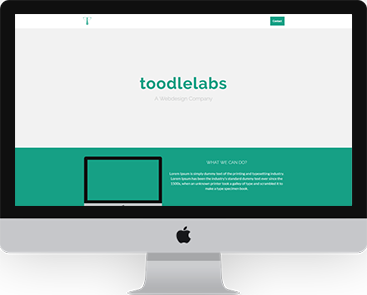 Contact
toodlelabs
A Webdesign Company
WHAT WE CAN DO?
Lorem Ipsum is simply dummy text of the printing and typesetting industry.
Lorem Ipsum has been the industry's standard dummy text ever since the
1500s, when an unknown printer took a galley of type and scrambled it to
make a type specimen book.